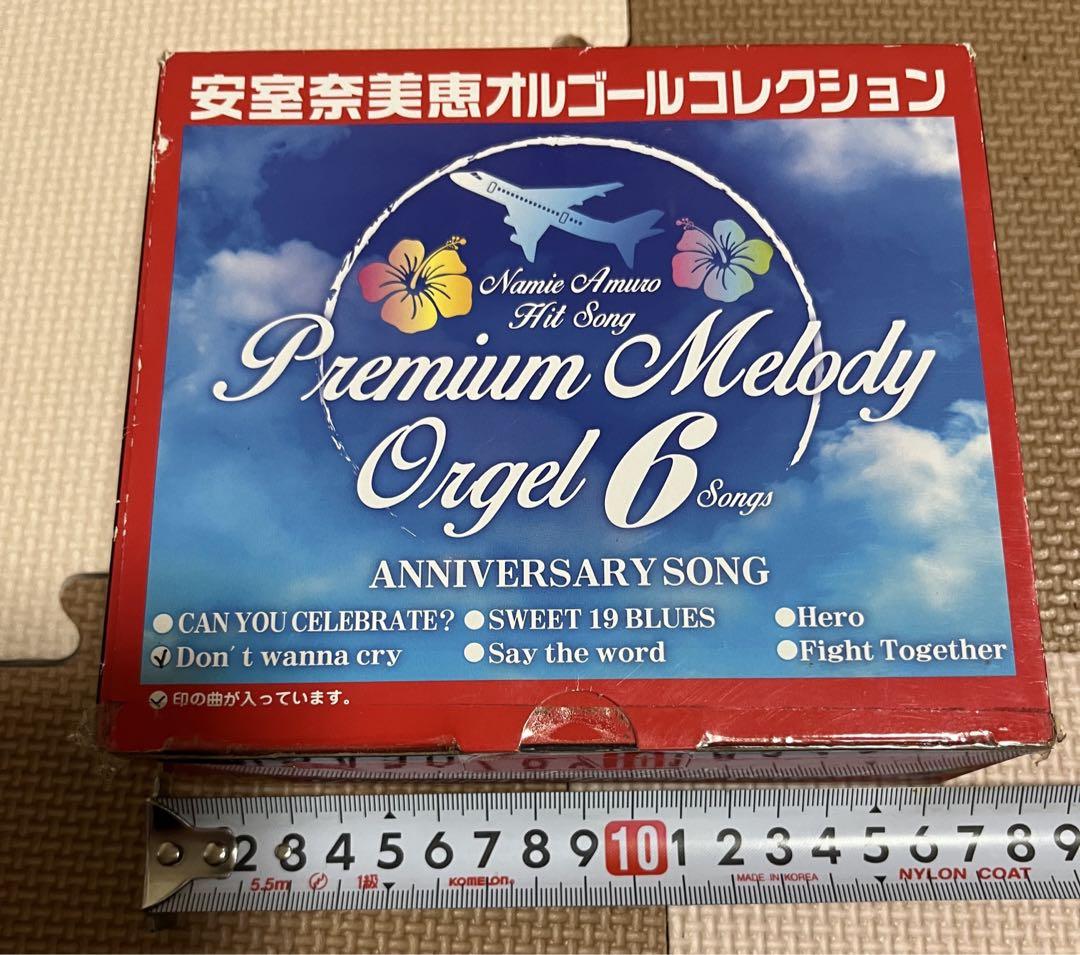 安室奈美恵オルゴールコレクション
Namie Amuro
Hit Song
Premium Melody
Orgel 6 Songs
ANNIVERSARY SONG
CAN YOU CELEBRATE? SWEET 19 BLUES Hero
Don't wanna cry Say the word Fight Together
印の曲が入っています。
2 3 4 5 6 7 8 9 10 1 2 3 4 5 6 7 8 9
5.5m 1級 KOMELON MADE IN KOREA NYLON COAT